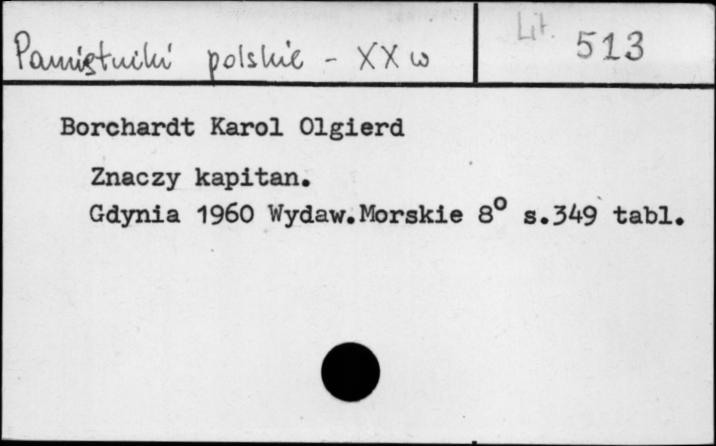 Pamiętniki polskie - XX w
Lit. 513
Borchardt Karol Olgierd
Znaczy kapitan.
Gdynia 1960 Wydaw.Morskie 8° s.349 tabl.